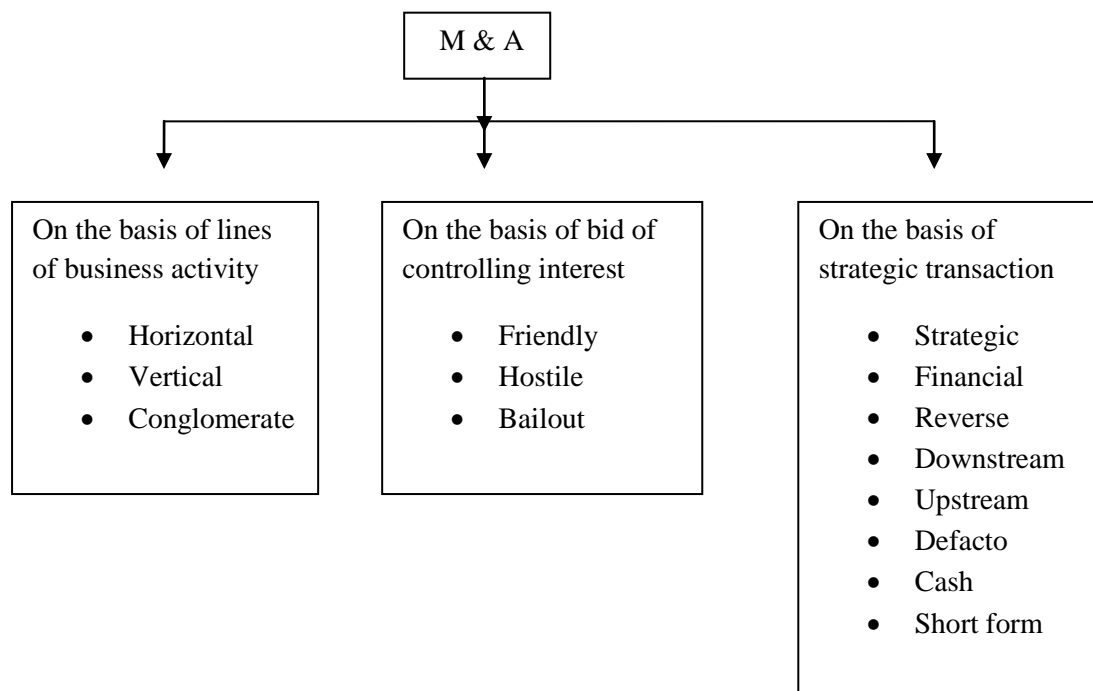 M & A
On the basis of lines
of business activity
• Horizontal
• Vertical
• Conglomerate
On the basis of bid of
controlling interest
• Friendly
• Hostile
• Bailout
On the basis of
strategic transaction
• Strategic
• Financial
• Reverse
• Downstream
• Upstream
• Defacto
• Cash
• Short form